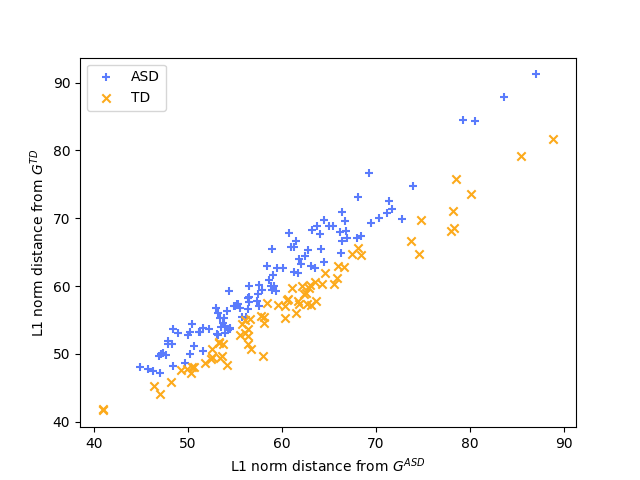 ASD
TD
90
80
70
60
50
40
L1 norm distance from G^{TD}
40 50 60 70 80 90
L1 norm distance from G^{ASD}